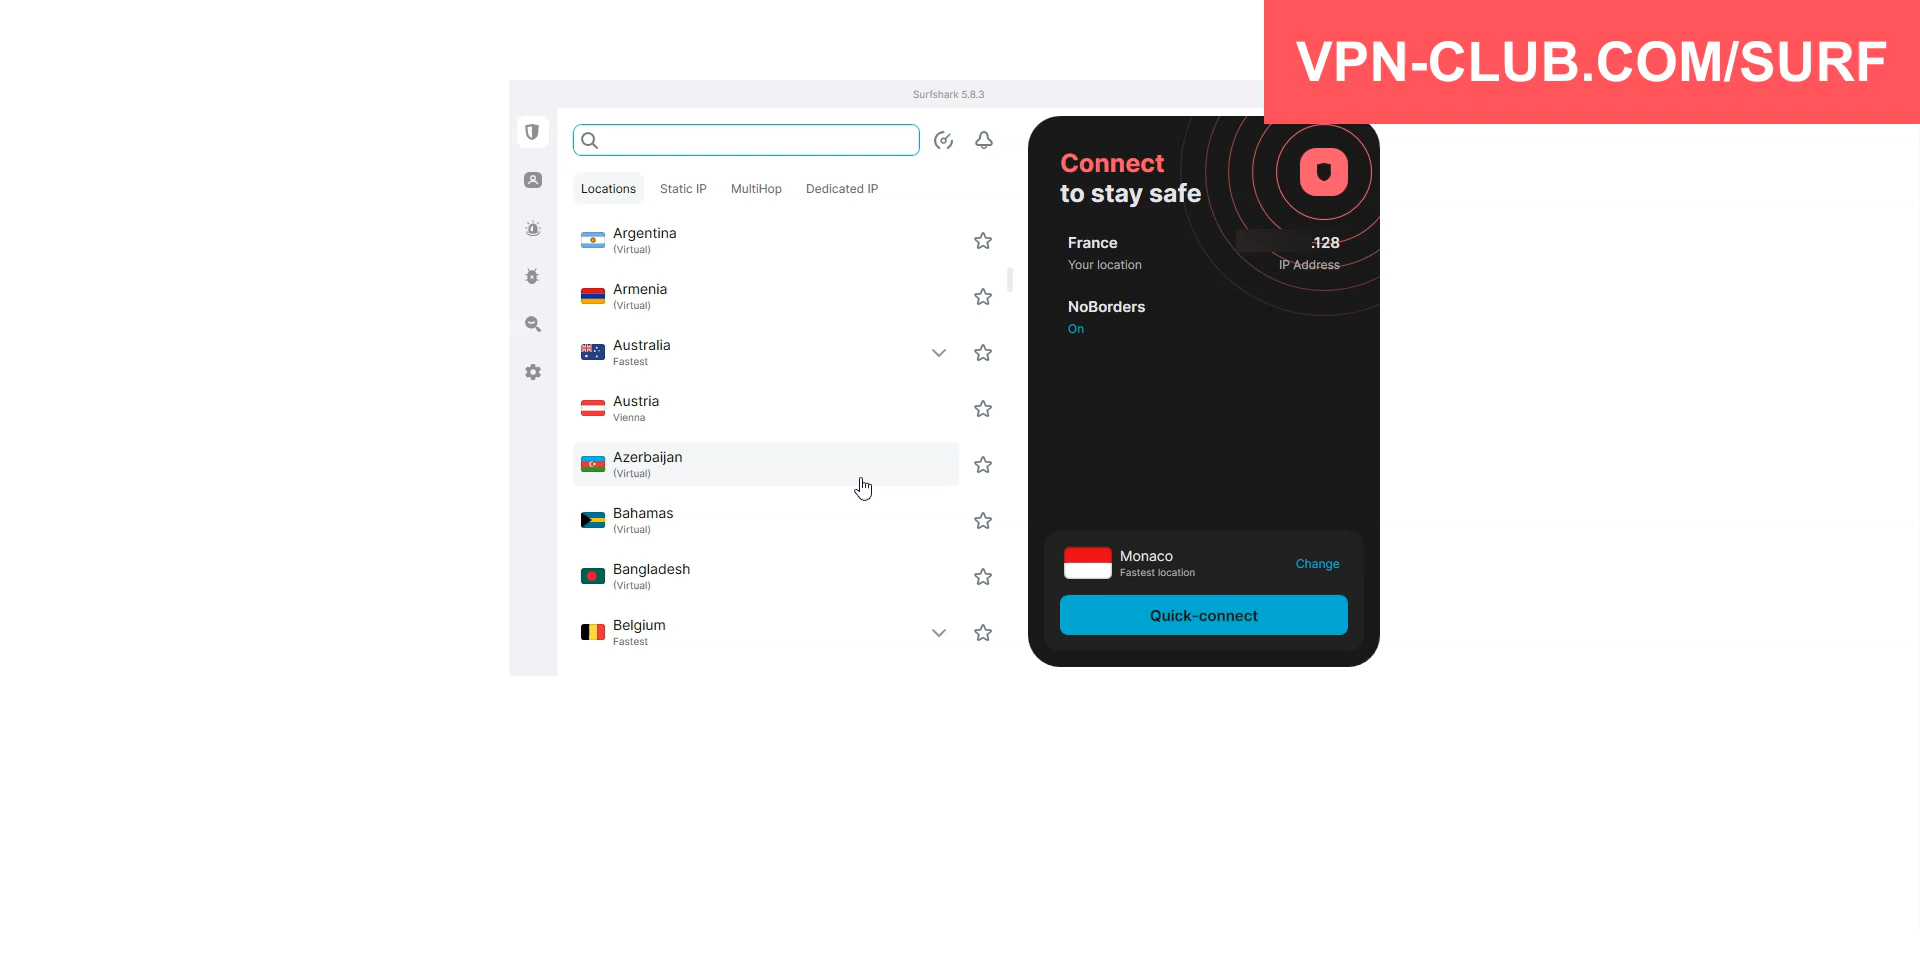 VPN-CLUB.COM/SURF
Surfshark 5.8.3
Locations
Static IP
MultiHop
Dedicated IP
Argentina
(Virtual)
Armenia
(Virtual)
Australia
Fastest
Austria
Vienna
Azerbaijan
(Virtual)
Bahamas
(Virtual)
Bangladesh
(Virtual)
Belgium
Fastest
Connect
to stay safe
France
.128
Your location
IP Address
NoBorders
On
Monaco
Fastest location
Change
Quick-connect